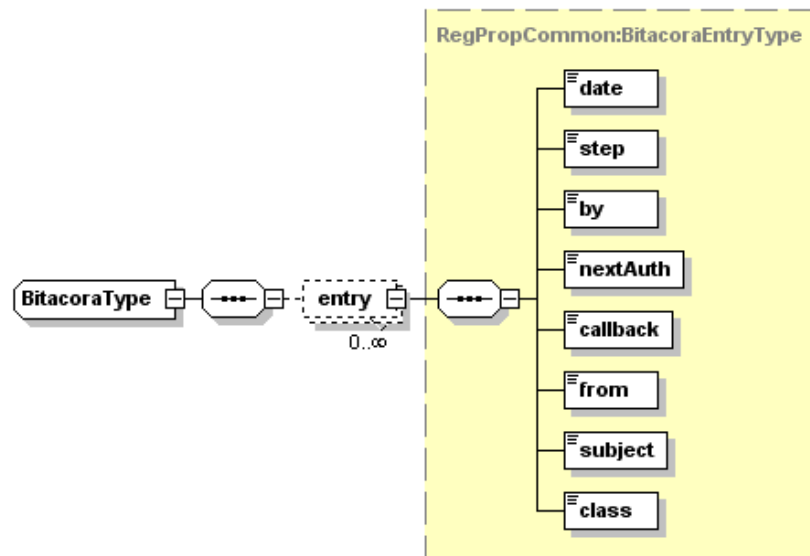 RegPropCommon:BitacoraEntryType
date
step
by
nextAuth
BitacoraType
entry
0..∞
callback
from
subject
class